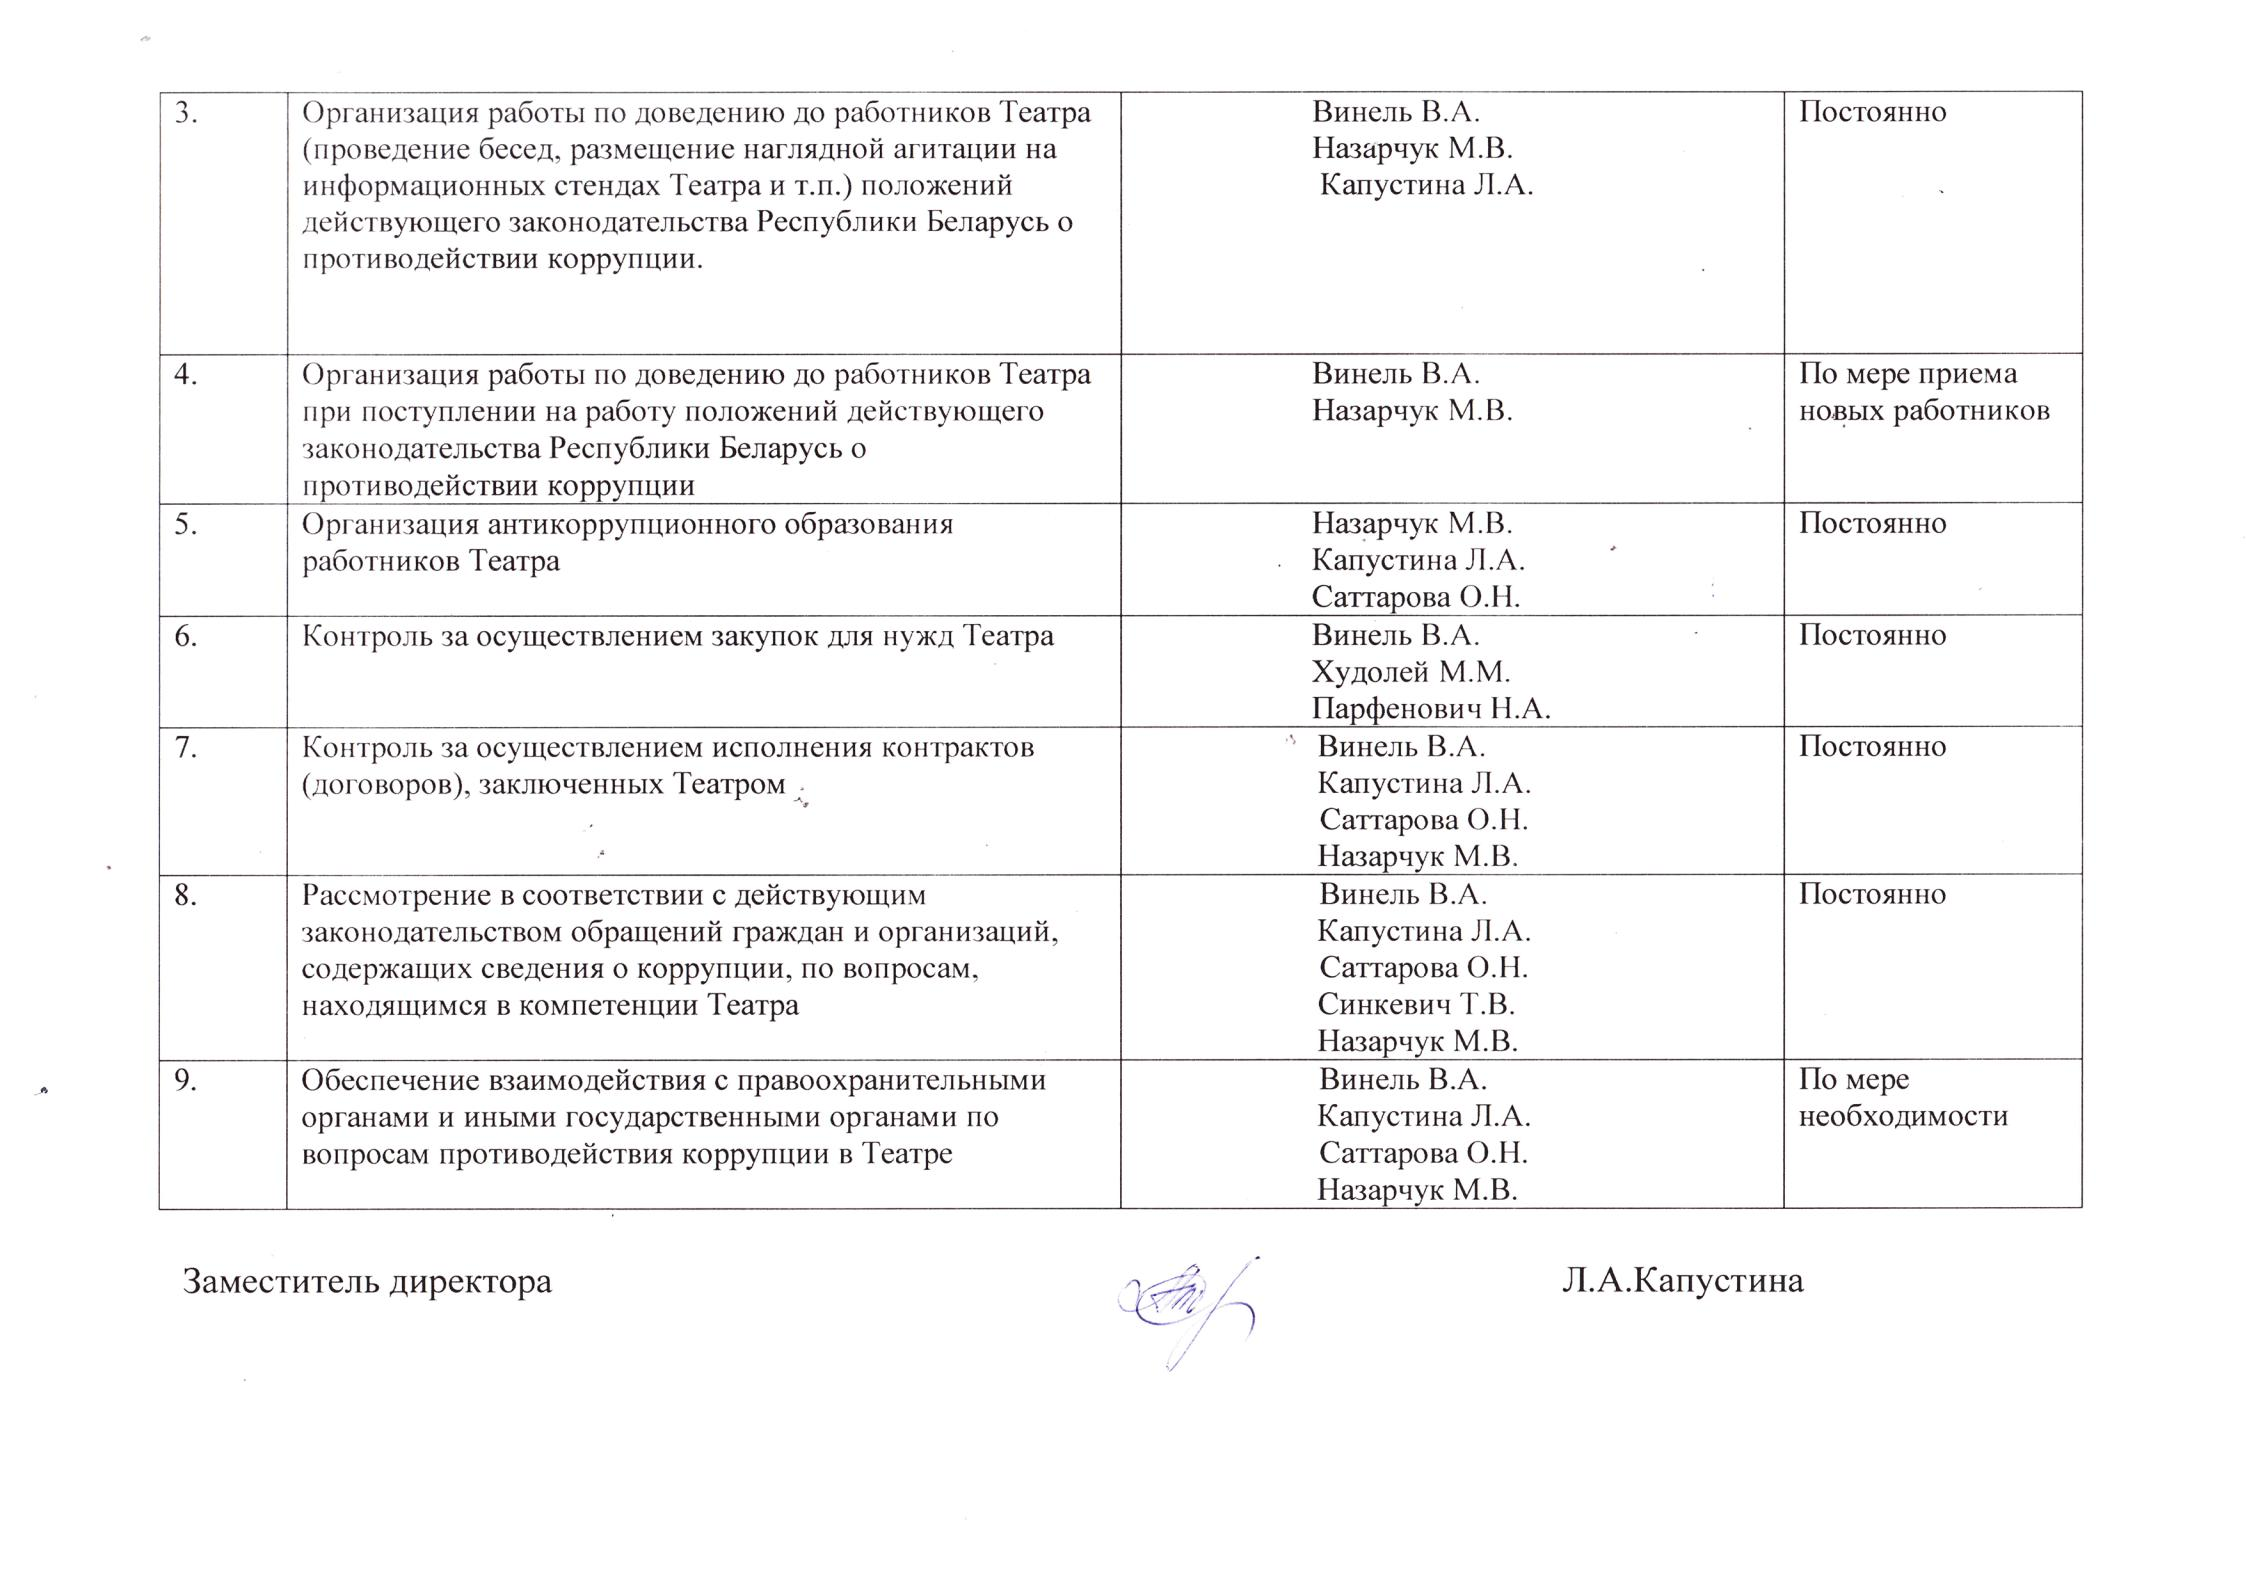 3.
Организация работы по доведению до работников Театра
(проведение бесед, размещение наглядной агитации на
информационных стендах Театра и т.п.) положений
действующего законодательства Республики Беларусь о
противодействии коррупции.
Винель В.А.
Назарчук М.В.
Капустина Л.А.
Постоянно
4.
Организация работы по доведению до работников Театра
при поступлении на работу положений действующего
законодательства Республики Беларусь о
противодействии коррупции
Винель В.А.
Назарчук М.В.
По мере приема
новых работников
5.
Организация антикоррупционного образования
работников Театра
Назарчук М.В.
Капустина Л.А.
Саттарова О.Н.
Постоянно
6.
Контроль за осуществлением закупок для нужд Театра
Винель В.А.
Худолей М.М.
Парфенович Н.А.
Постоянно
7.
Контроль за осуществлением исполнения контрактов
(договоров), заключенных Театром
Винель В.А.
Капустина Л.А.
Саттарова О.Н.
Назарчук М.В.
Постоянно
8.
Рассмотрение в соответствии с действующим
законодательством обращений граждан и организаций,
содержащих сведения о коррупции, по вопросам,
находящимся в компетенции Театра
Винель В.А.
Капустина Л.А.
Саттарова О.Н.
Синкевич Т.В.
Назарчук М.В.
Постоянно
9.
Обеспечение взаимодействия с правоохранительными
органами и иными государственными органами по
вопросам противодействия коррупции в Театре
Винель В.А.
Капустина Л.А.
Саттарова О.Н.
Назарчук М.В.
По мере
необходимости
Заместитель директора
Л.А.Капустина